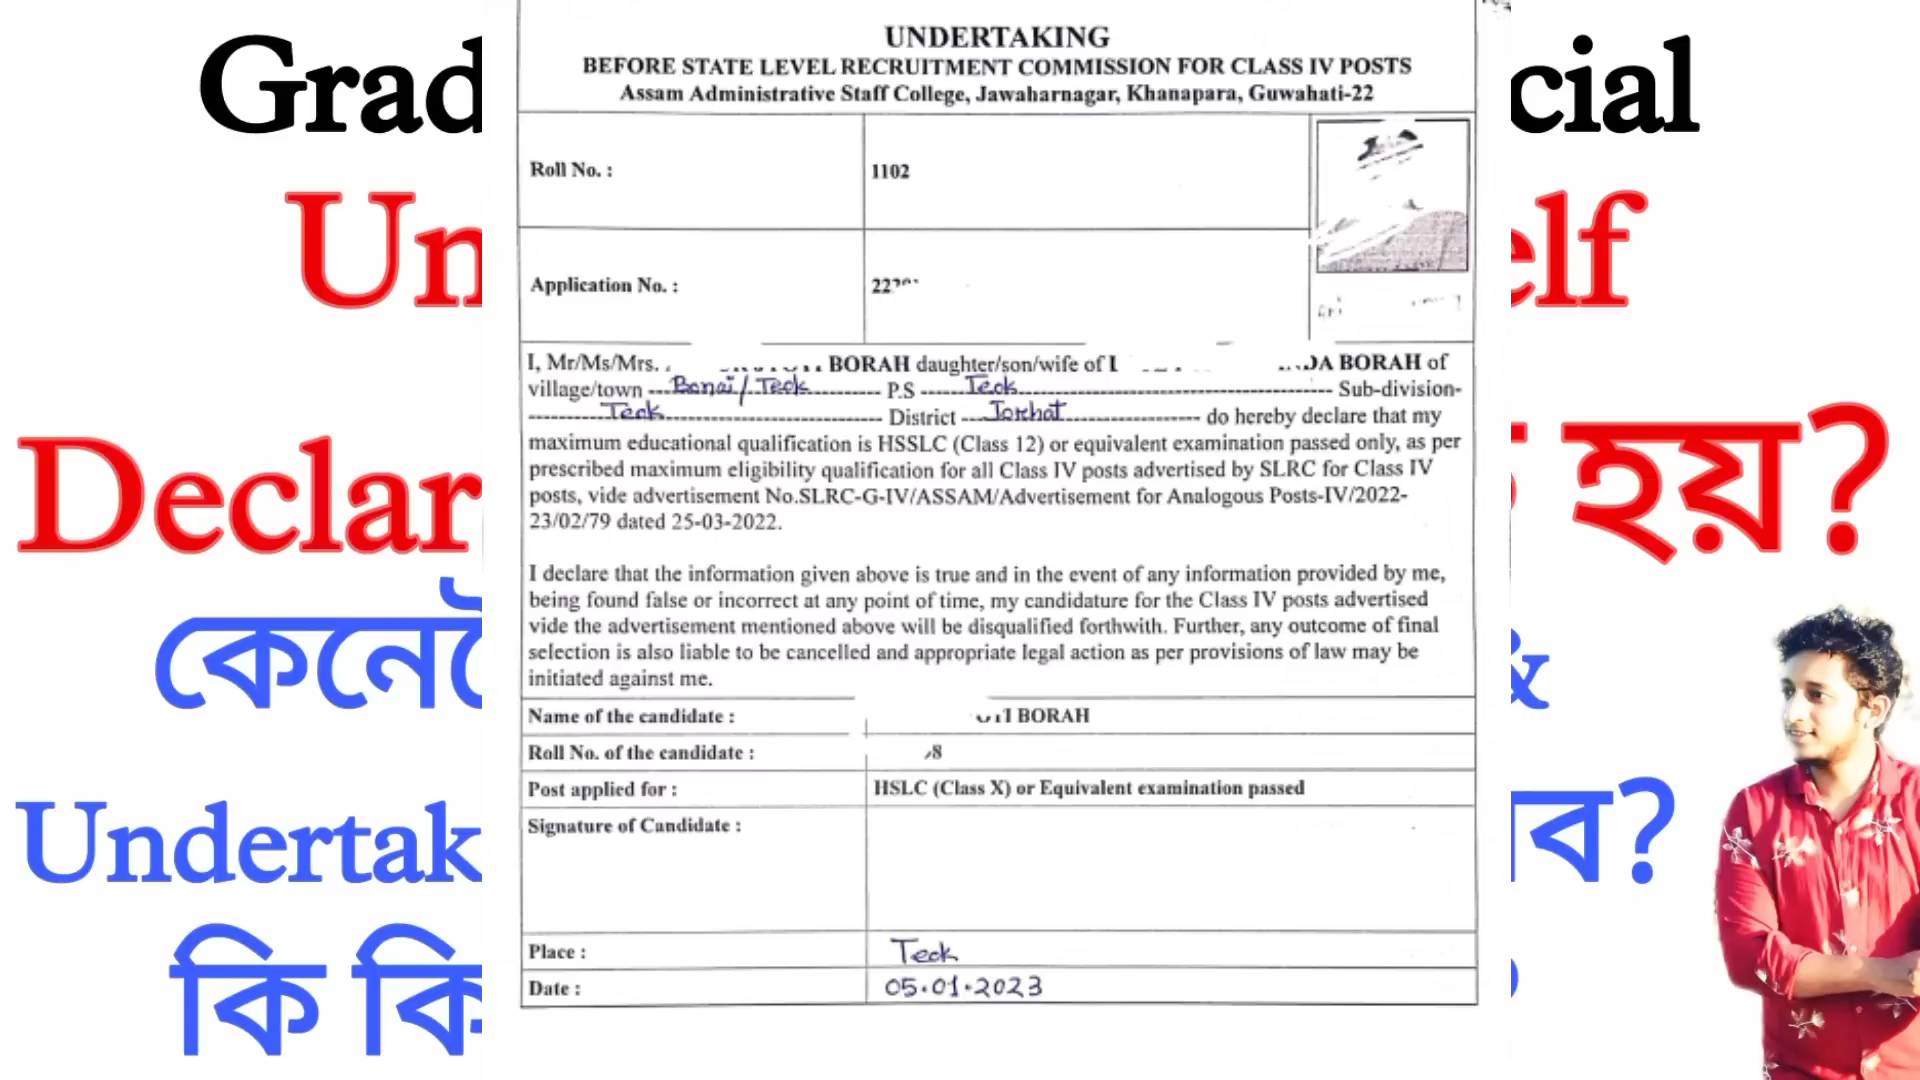 Grad
cial
Un
elf
Declar
হয়?
কেনেৈ
&
Undertak
াব?
কি কি
UNDERTAKING
BEFORE STATE LEVEL RECRUITMENT COMMISSION FOR CLASS IV POSTS
Assam Administrative Staff College, Jawaharnagar, Khanapara, Guwahati-22
Roll No. : 1102
Application No. : 22
I, Mr/Ms/Mrs. BORAH daughter/son/wife of DA BORAH of
village/town Bonai/Teok P.S Teok Sub-division-
Teok District Jorhat do hereby declare that my
maximum educational qualification is HSSLC (Class 12) or equivalent examination passed only, as per
prescribed maximum eligibility qualification for all Class IV posts advertised by SLRC for Class IV
posts, vide advertisement No.SLRC-G-IV/ASSAM/Advertisement for Analogous Posts-IV/2022-
23/02/79 dated 25-03-2022.
I declare that the information given above is true and in the event of any information provided by me,
being found false or incorrect at any point of time, my candidature for the Class IV posts advertised
vide the advertisement mentioned above will be disqualified forthwith. Further, any outcome of final
selection is also liable to be cancelled and appropriate legal action as per provisions of law may be
initiated against me.
Name of the candidate : BORAH
Roll No. of the candidate : 8
Post applied for : HSLC (Class X) or Equivalent examination passed
Signature of Candidate :
Place : Teok
Date : 05.01.2023